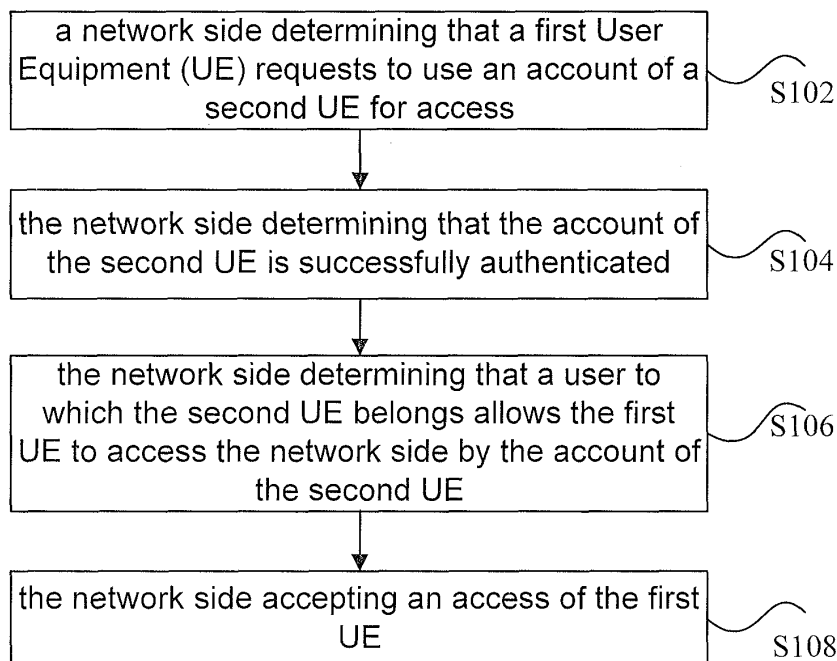 a network side determining that a first User
Equipment (UE) requests to use an account of a
second UE for access
S102
the network side determining that the account of
the second UE is successfully authenticated
S104
the network side determining that a user to
which the second UE belongs allows the first
UE to access the network side by the account of
the second UE
S106
the network side accepting an access of the first
UE
S108